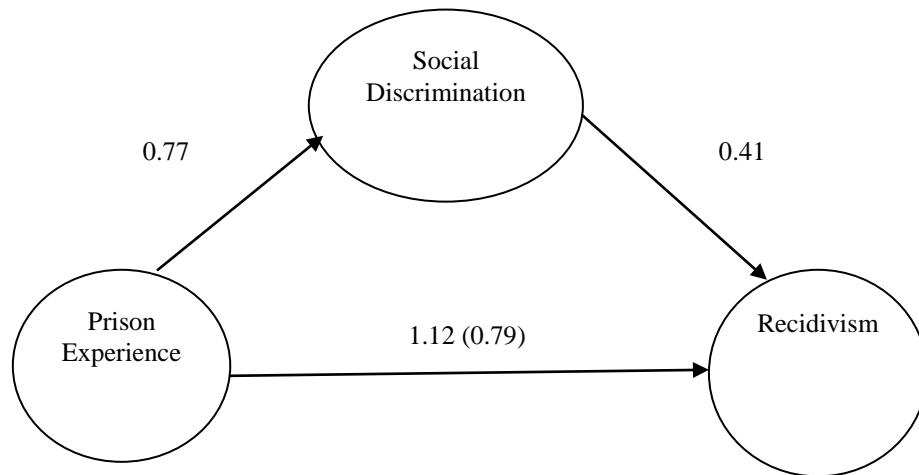 Social
Discrimination
0.77
0.41
Prison
Experience
1.12 (0.79)
Recidivism